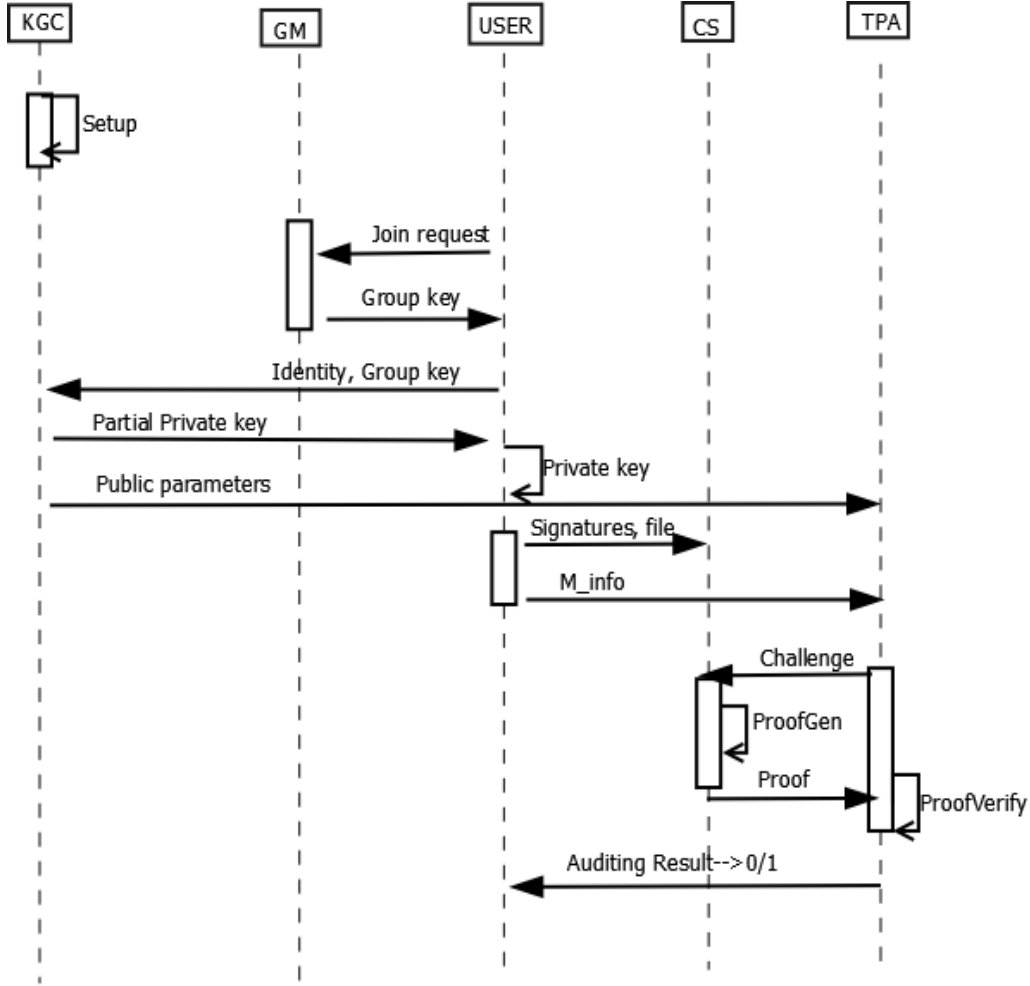 KGC
GM
USER
CS
TPA
Setup
Join request
Group key
Identity, Group key
Partial Private key
Private key
Public parameters
Signatures, file
M_info
Challenge
ProofGen
Proof
ProofVerify
Auditing Result-->0/1